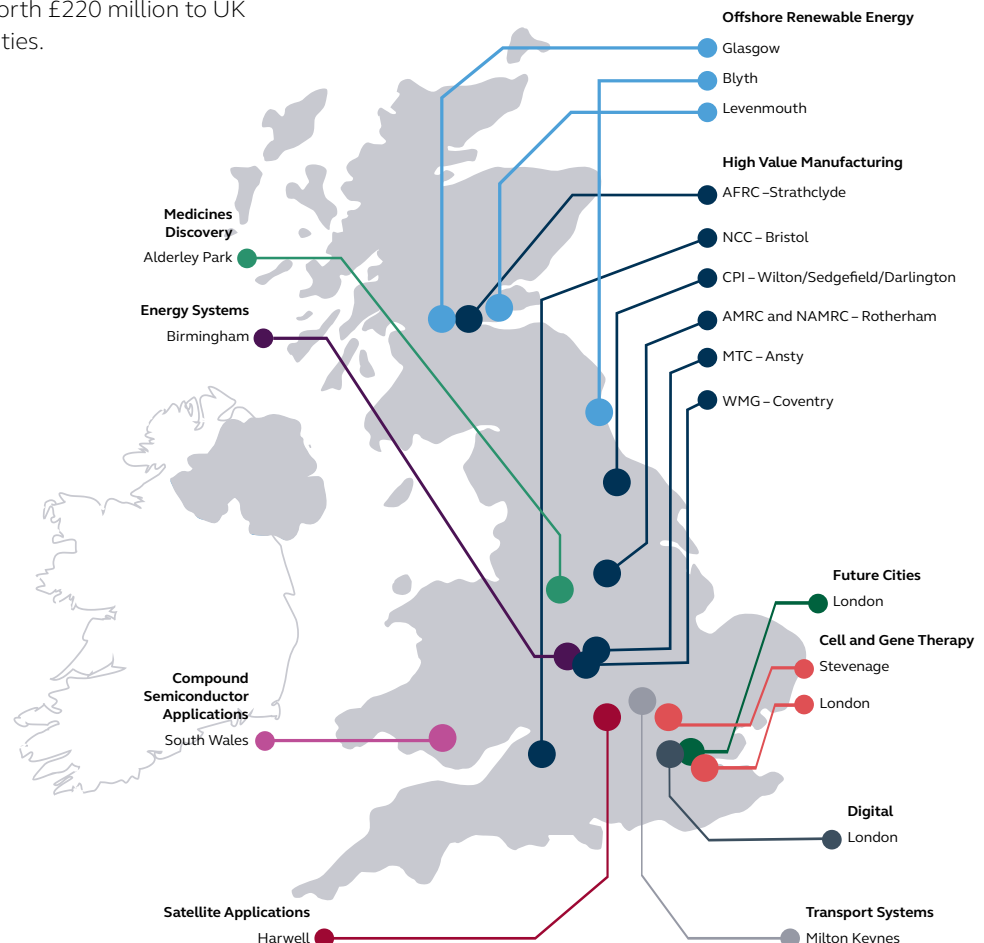 orth £220 million to UK
ties.
Offshore Renewable Energy
Glasgow
Blyth
Levenmouth
High Value Manufacturing
AFRC – Strathclyde
NCC – Bristol
CPI – Wilton/Sedgefield/Darlington
AMRC and NAMRC – Rotherham
MTC – Ansty
WMG – Coventry
Medicines
Discovery
Alderley Park
Energy Systems
Birmingham
Future Cities
London
Cell and Gene Therapy
Stevenage
London
Compound
Semiconductor
Applications
South Wales
Digital
London
Satellite Applications
Harwell
Transport Systems
Milton Keynes